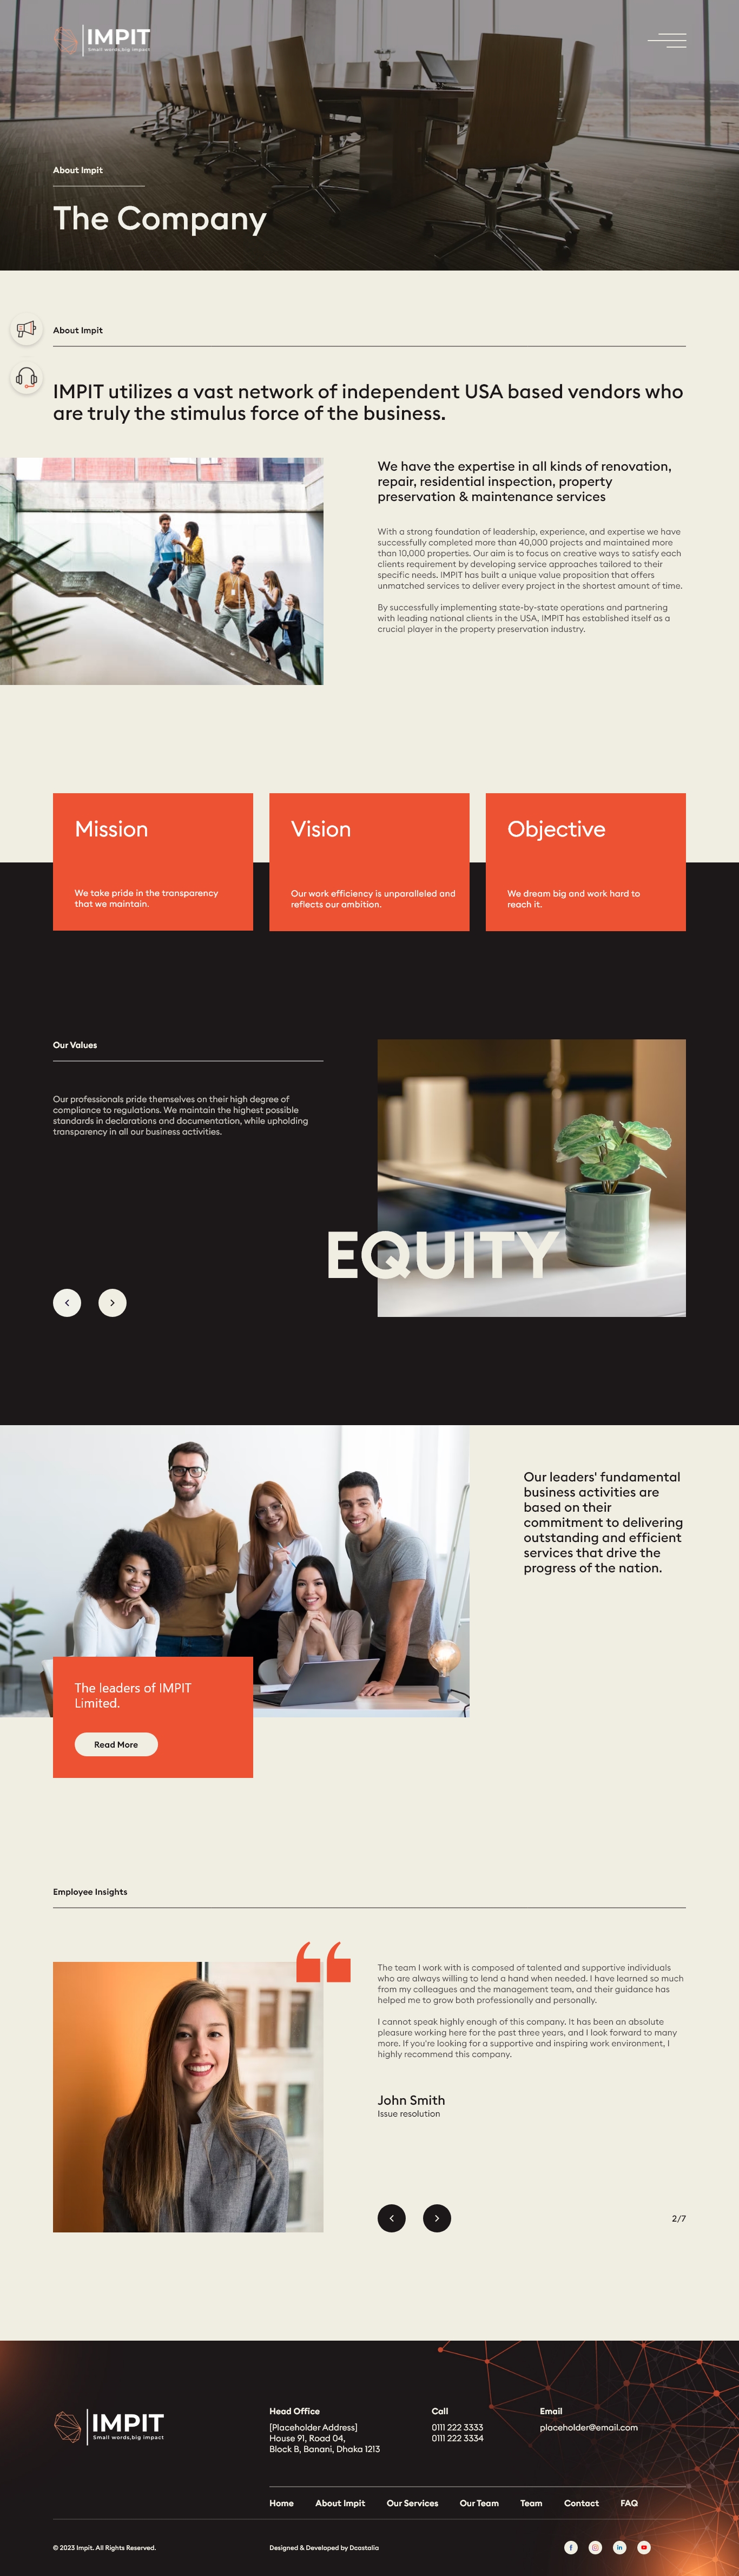 IMPIT
Small words,big impact
About Impit
The Company
About Impit
IMPIT utilizes a vast network of independent USA based vendors who
are truly the stimulus force of the business.
We have the expertise in all kinds of renovation,
repair, residential inspection, property
preservation & maintenance services
With a strong foundation of leadership, experience, and expertise we have
successfully completed more than 40,000 projects and maintained more
than 10,000 properties. Our aim is to focus on creative ways to satisfy each
clients requirement by developing service approaches tailored to their
specific needs. IMPIT has built a unique value proposition that offers
unmatched services to deliver every project in the shortest amount of time.
By successfully implementing state-by-state operations and partnering
with leading national clients in the USA, IMPIT has established itself as a
crucial player in the property preservation industry.
Mission
We take pride in the transparency
that we maintain.
Vision
Our work efficiency is unparalleled and
reflects our ambition.
Objective
We dream big and work hard to
reach it.
Our Values
Our professionals pride themselves on their high degree of
compliance to regulations. We maintain the highest possible
standards in declarations and documentation, while upholding
transparency in all our business activities.
EQUITY
Our leaders' fundamental
business activities are
based on their
commitment to delivering
outstanding and efficient
services that drive the
progress of the nation.
The leaders of IMPIT
Limited.
Read More
Employee Insights
The team I work with is composed of talented and supportive individuals
who are always willing to lend a hand when needed. I have learned so much
from my colleagues and the management team, and their guidance has
helped me to grow both professionally and personally.
I cannot speak highly enough of this company. It has been an absolute
pleasure working here for the past three years, and I look forward to many
more. If you're looking for a supportive and inspiring work environment, I
highly recommend this company.
John Smith
Issue resolution
2/7
IMPIT
Small words,big impact
Head Office
[Placeholder Address]
House 91, Road 04,
Block B, Banani, Dhaka 1213
Call
0111 222 3333
0111 222 3334
Email
placeholder@email.com
Home About Impit Our Services Our Team Team Contact FAQ
© 2023 Impit. All Rights Reserved.
Designed & Developed by Dcastalia